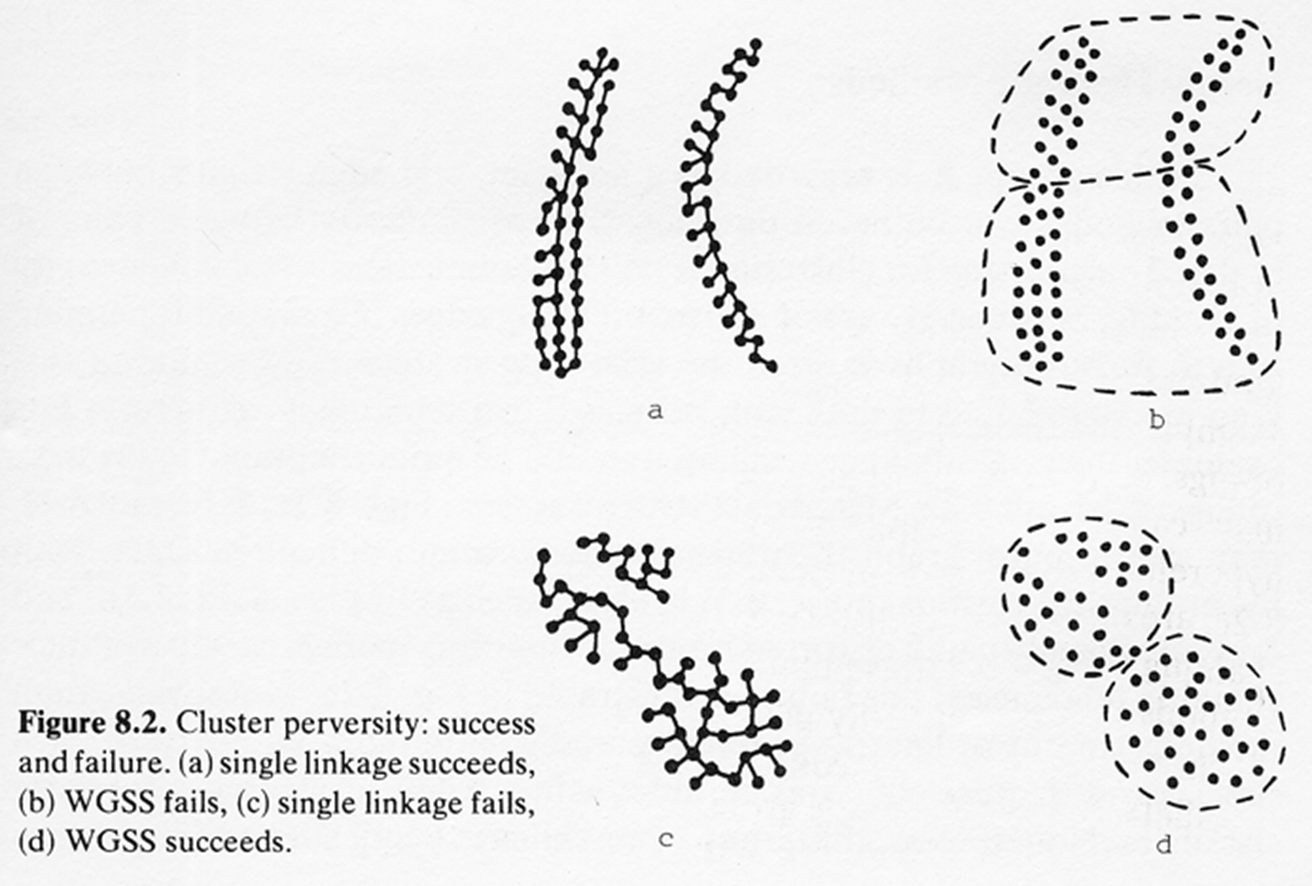 a
b
Figure 8.2. Cluster perversity: success
and failure. (a) single linkage succeeds,
(b) WGSS fails, (c) single linkage fails,
(d) WGSS succeeds.
c
d